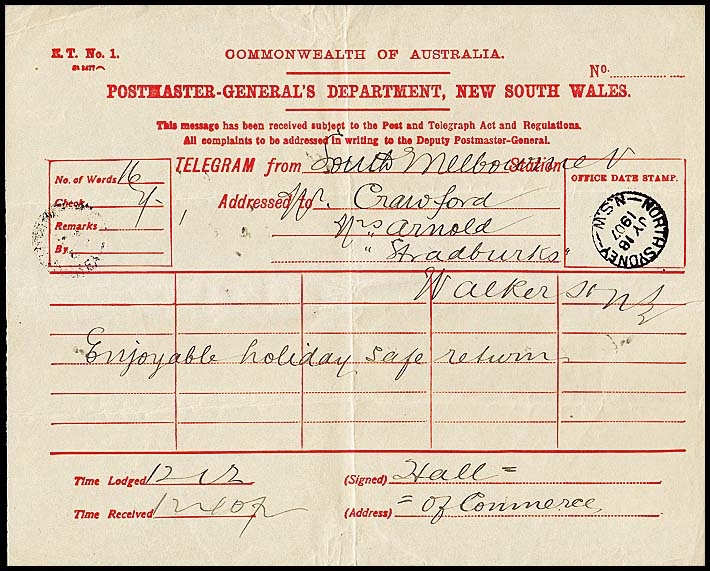 E. T. No. 1.
COMMONWEALTH OF AUSTRALIA.
No.
POSTMASTER-GENERAL'S DEPARTMENT, NEW SOUTH WALES.
This message has been received subject to the Post and Telegraph Act and Regulations.
All complaints to be addressed in writing to the Deputy Postmaster-General.
TELEGRAM from South Melbourne V Station
No. of Words 16
Check
Remarks
By
Addressed to Mr. Crawford
Mrs Arnold
"Stradburks"
Walker St N S
OFFICE DATE STAMP.
NORTH SYDNEY N.S.W
JY 18
1907
Enjoyable holiday safe return
Time Lodged 12 12
(Signed) Hall =
Time Received 12 40p
(Address) = Of Commerce